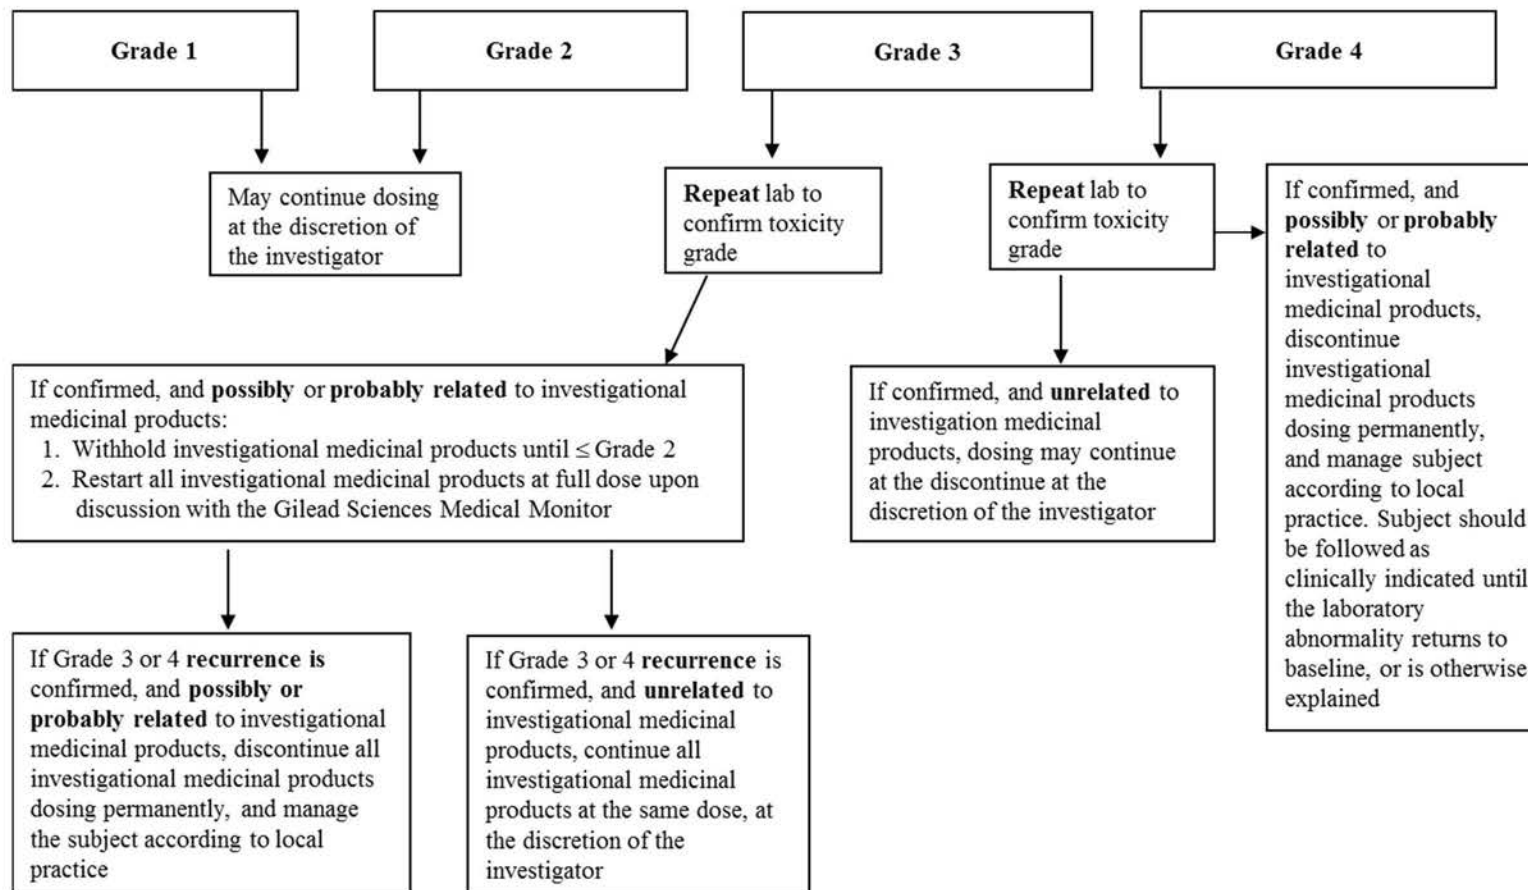 Grade 1
Grade 2
Grade 3
Grade 4
May continue dosing
at the discretion of
the investigator
Repeat lab to
confirm toxicity
grade
Repeat lab to
confirm toxicity
grade
If confirmed, and
possibly or probably
related to
investigational
medicinal products,
discontinue
investigational
medicinal products
dosing permanently,
and manage subject
according to local
practice. Subject should
be followed as
clinically indicated until
the laboratory
abnormality returns to
baseline, or is otherwise
explained
If confirmed, and possibly or probably related to investigational
medicinal products:
1. Withhold investigational medicinal products until ≤ Grade 2
2. Restart all investigational medicinal products at full dose upon
discussion with the Gilead Sciences Medical Monitor
If confirmed, and unrelated to
investigation medicinal
products, dosing may continue
at the discontinue at the
discretion of the investigator
If Grade 3 or 4 recurrence is
confirmed, and possibly or
probably related to investigational
medicinal products, discontinue all
investigational medicinal products
dosing permanently, and manage
the subject according to local
practice
If Grade 3 or 4 recurrence is
confirmed, and unrelated to
investigational medicinal
products, continue all
investigational medicinal
products at the same dose, at
the discretion of the
investigator